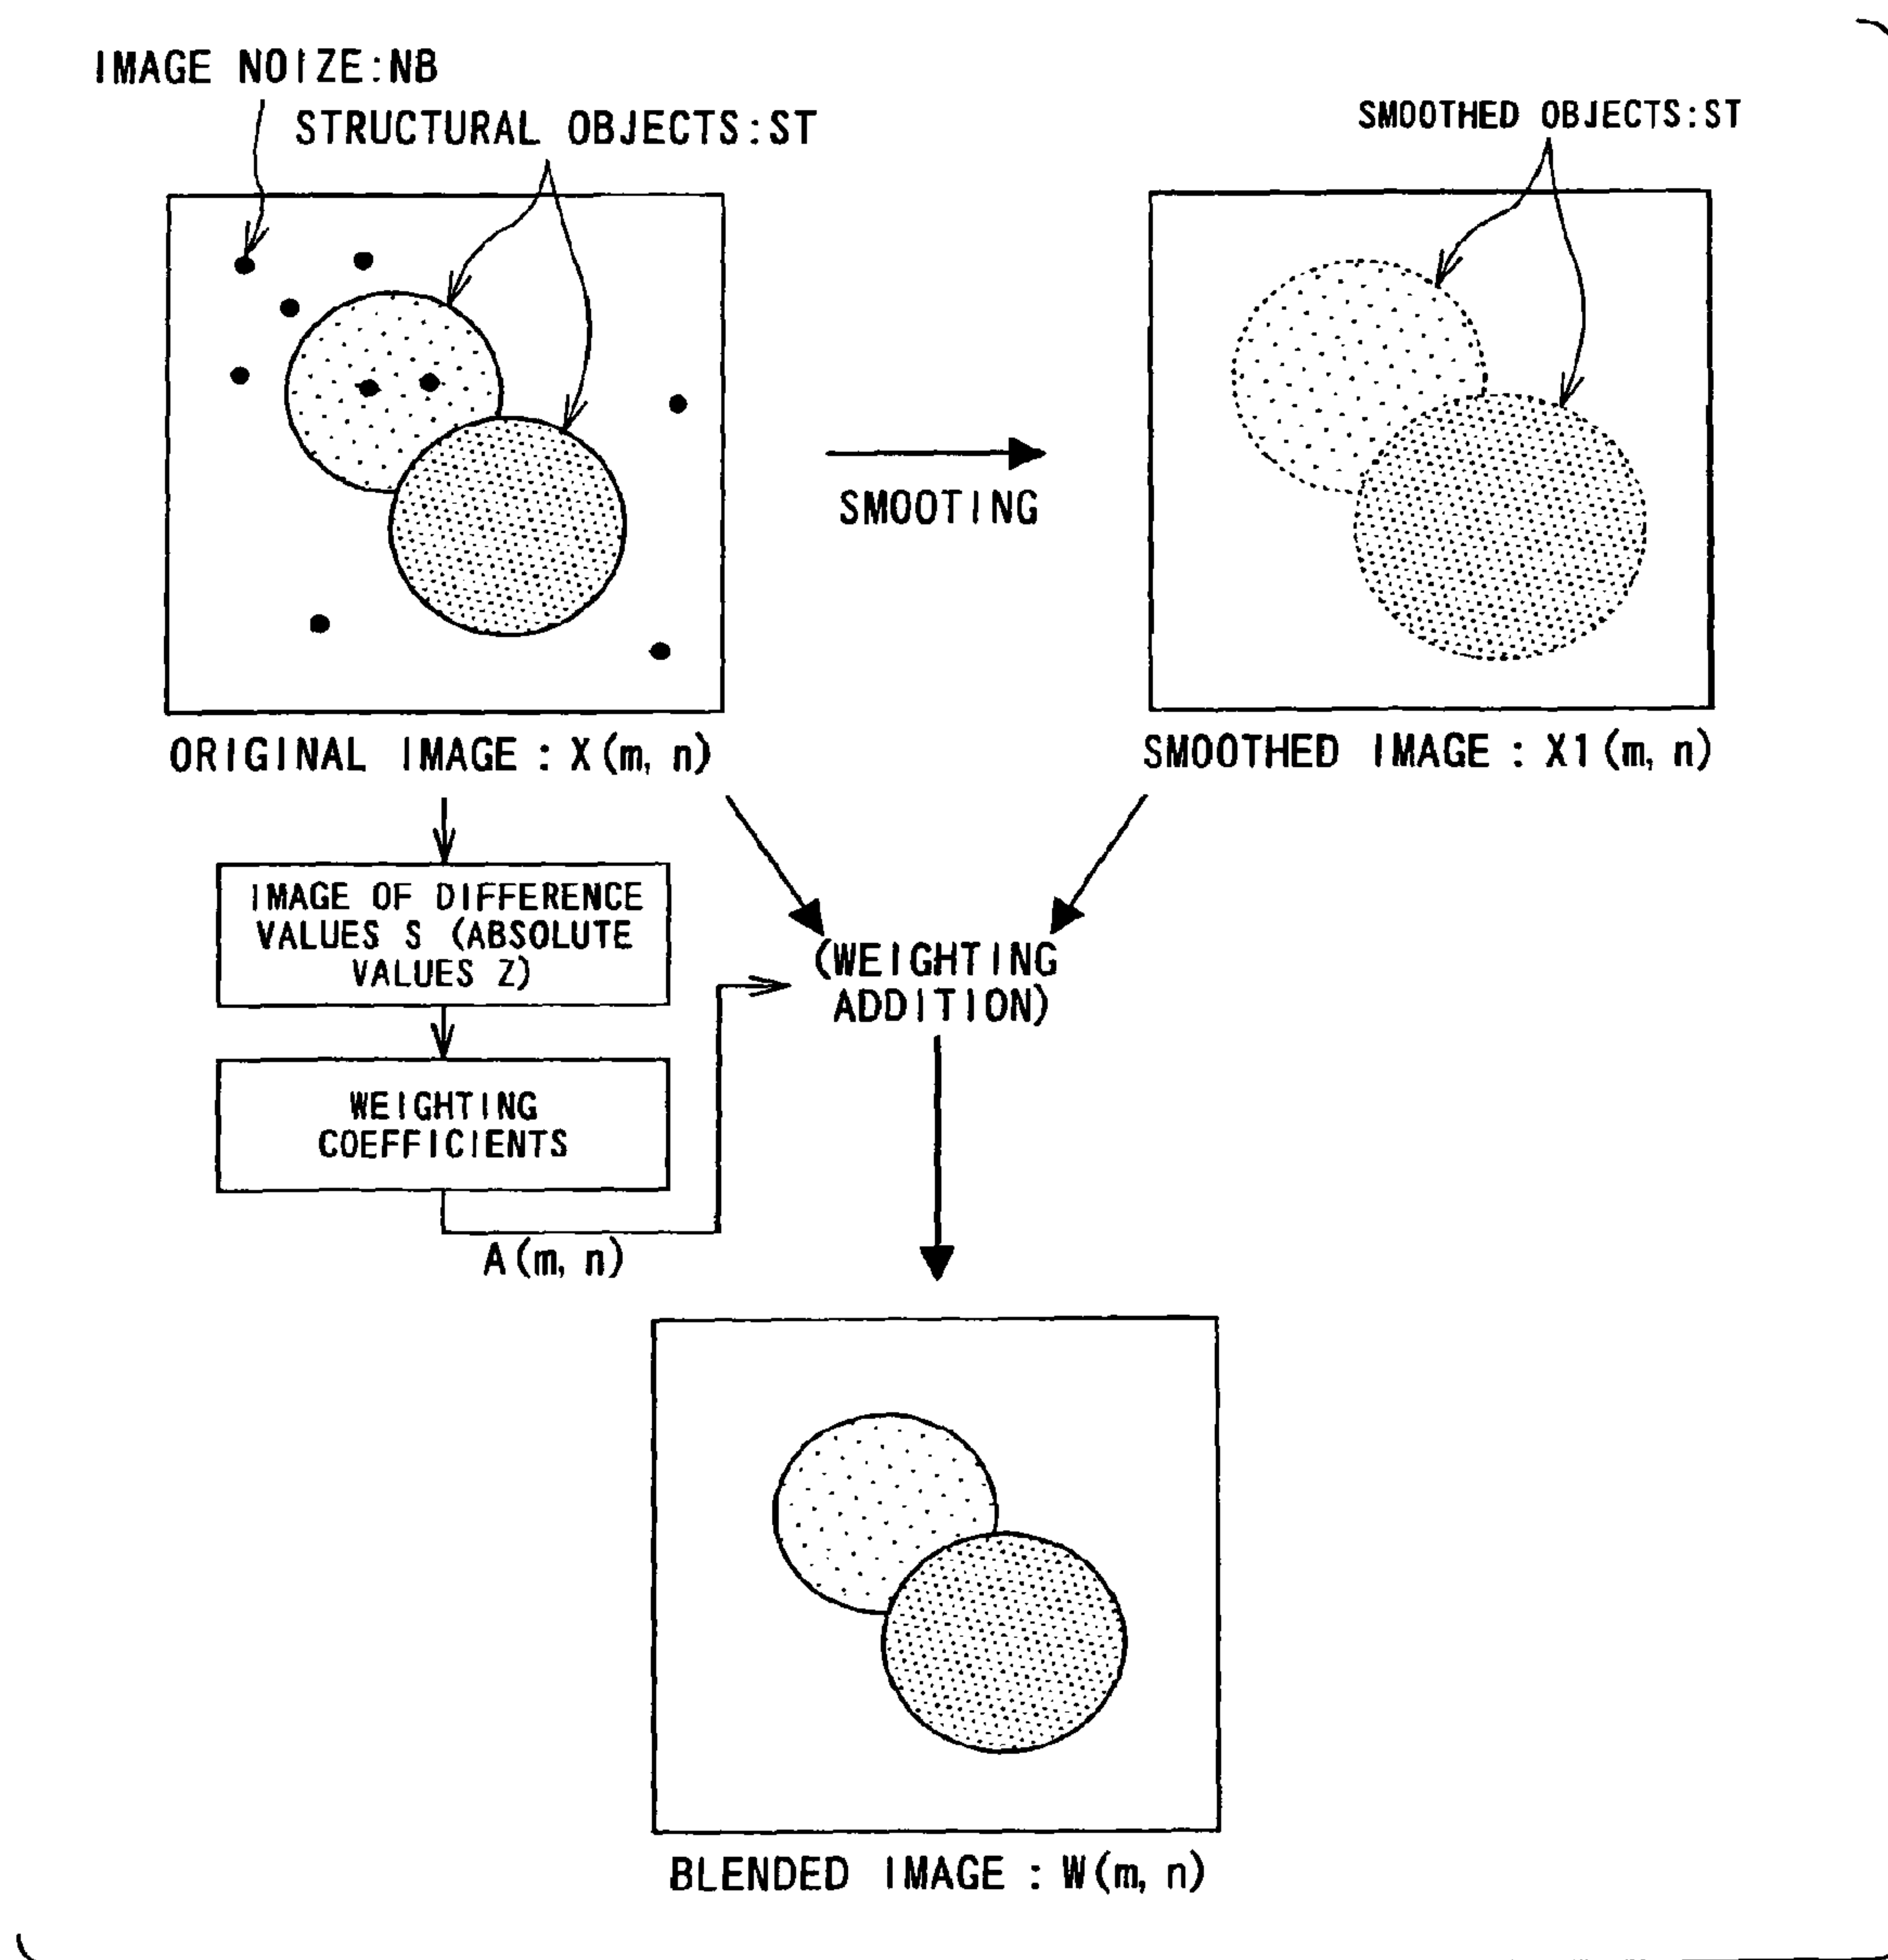 IMAGE NOIZE:NB
STRUCTURAL OBJECTS:ST
SMOOTHED OBJECTS:ST
SMOOTING
ORIGINAL IMAGE : X(m, n)
SMOOTHED IMAGE : X1(m, n)
IMAGE OF DIFFERENCE
VALUES S (ABSOLUTE
VALUES Z)
(WEIGHTING
ADDITION)
WEIGHTING
COEFFICIENTS
A(m, n)
BLENDED IMAGE : W(m, n)